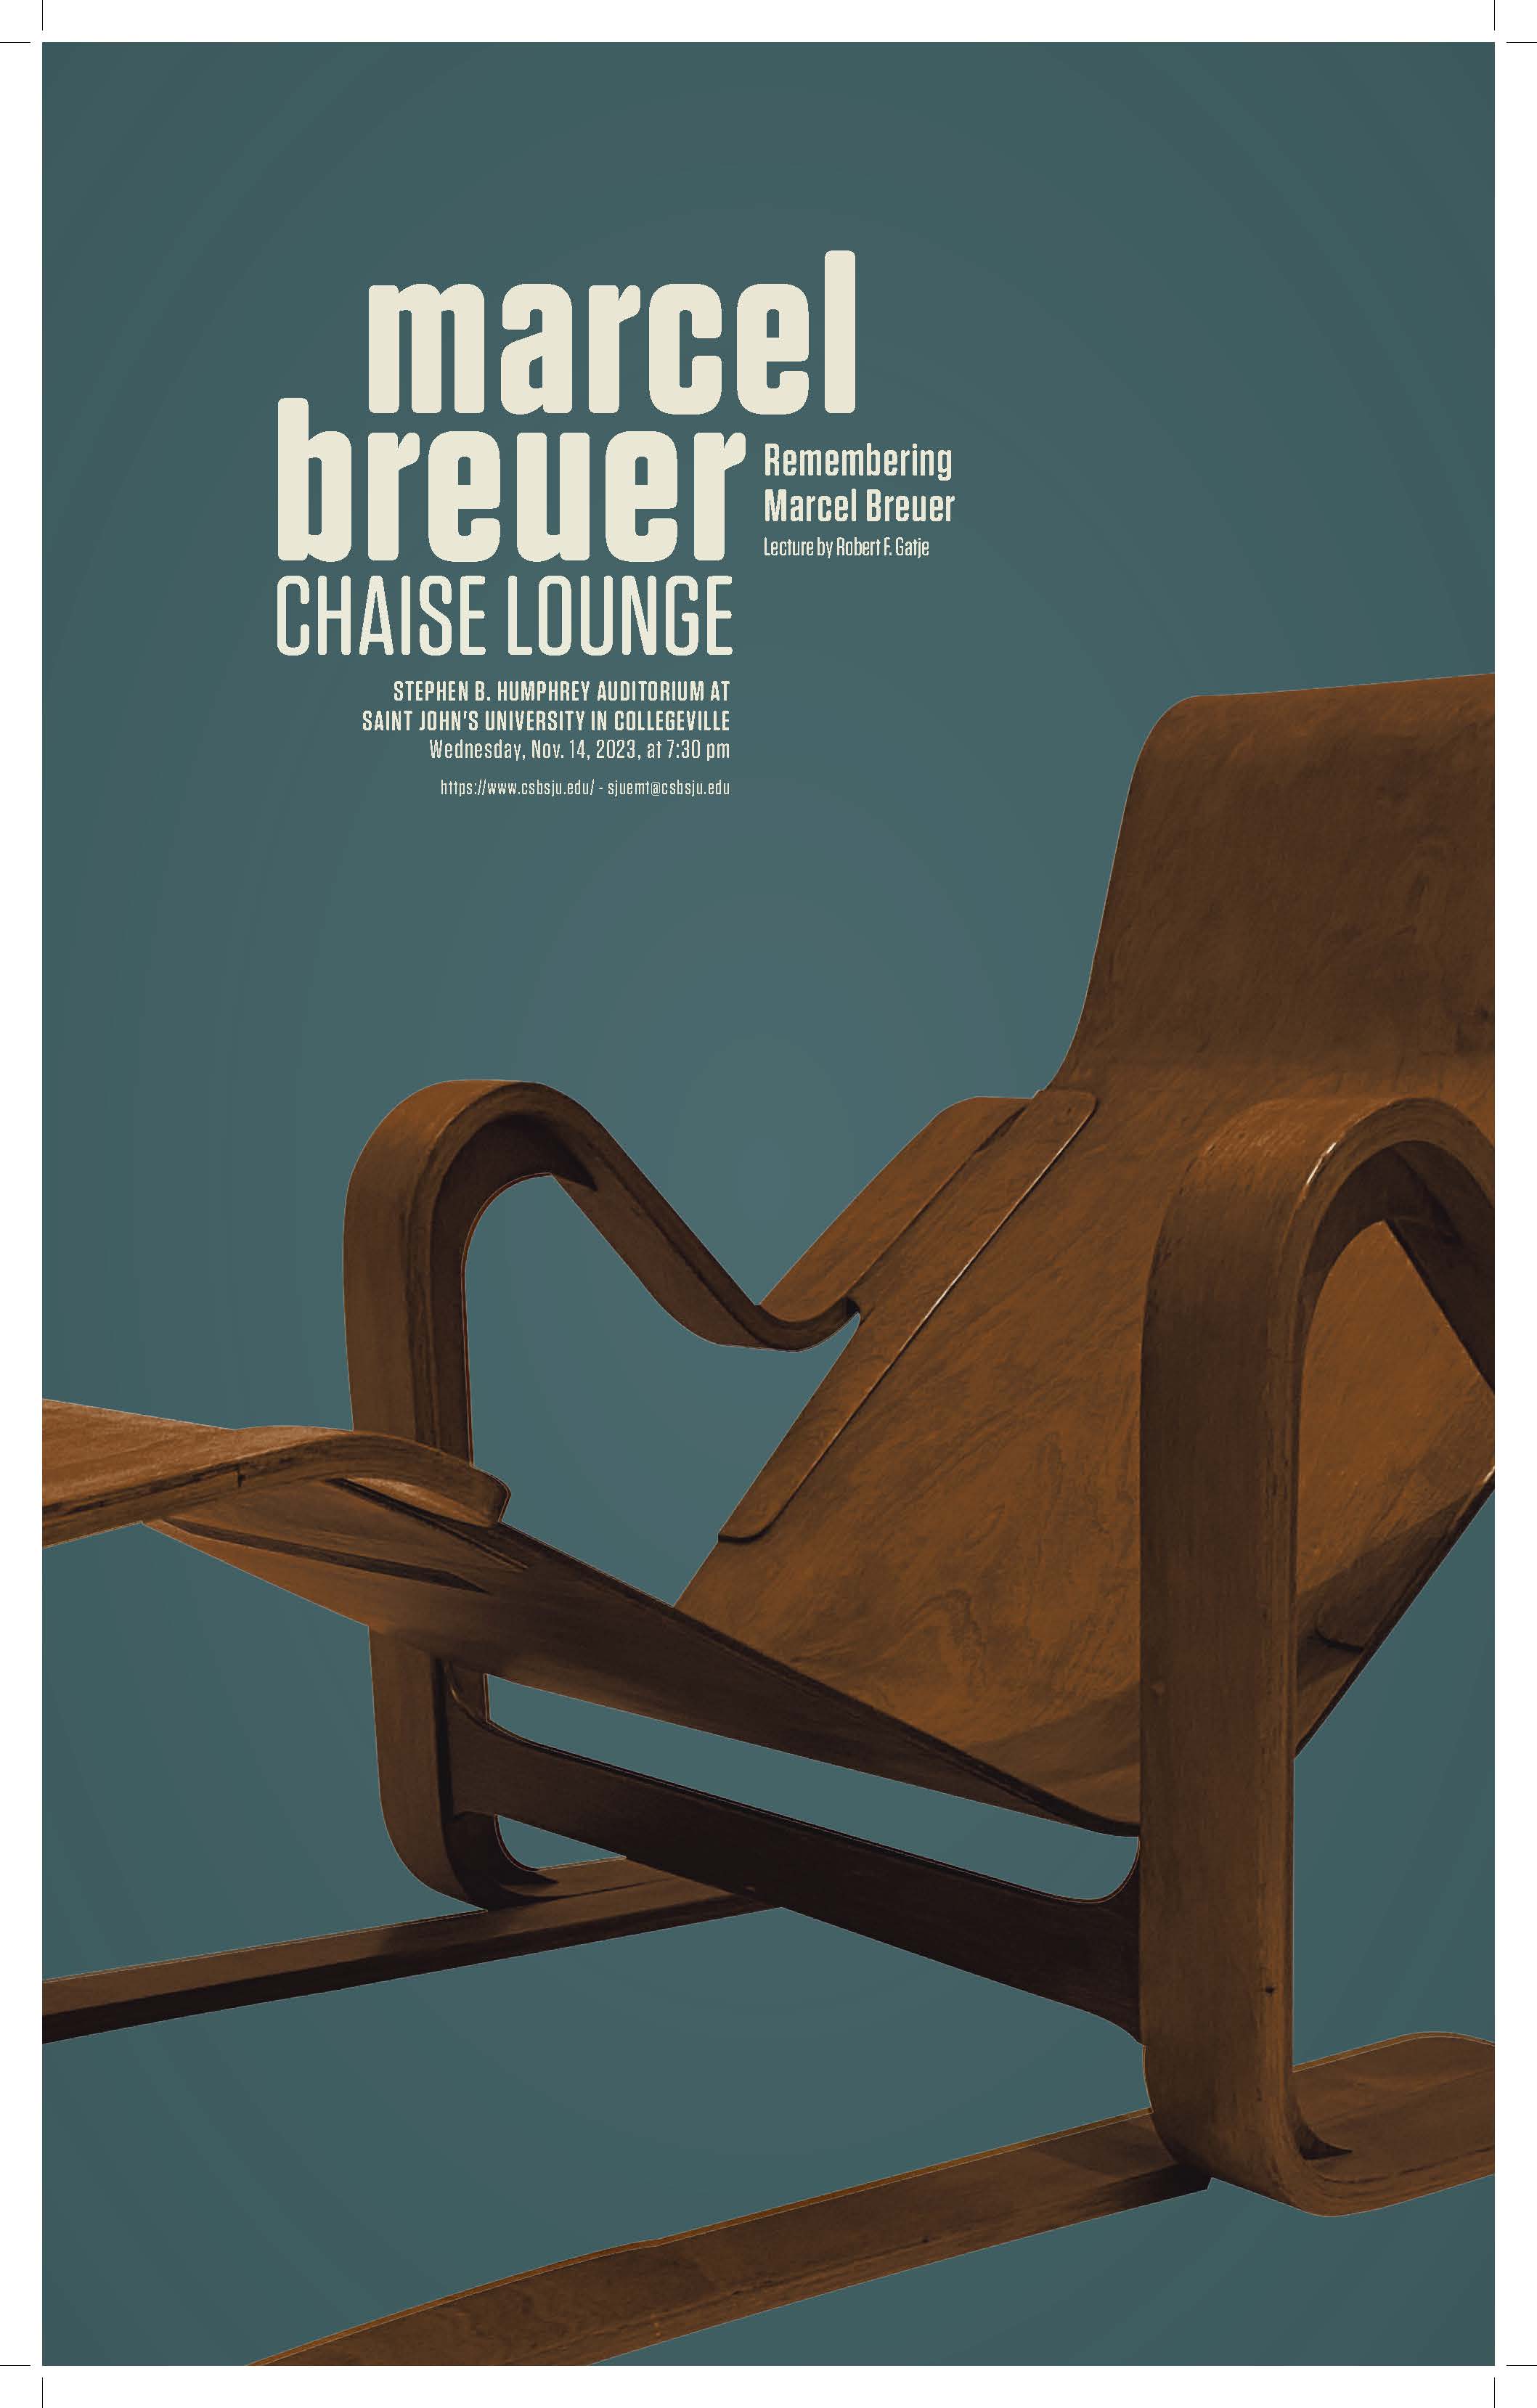 marcel
breuer
CHAISE LOUNGE
Remembering
Marcel Breuer
Lecture by Robert F. Gatje
STEPHEN B. HUMPHREY AUDITORIUM AT
SAINT JOHN'S UNIVERSITY IN COLLEGEVILLE
Wednesday, Nov. 14, 2023, at 7:30 pm
https://www.csbsju.edu/ - sjuemt@csbsju.edu